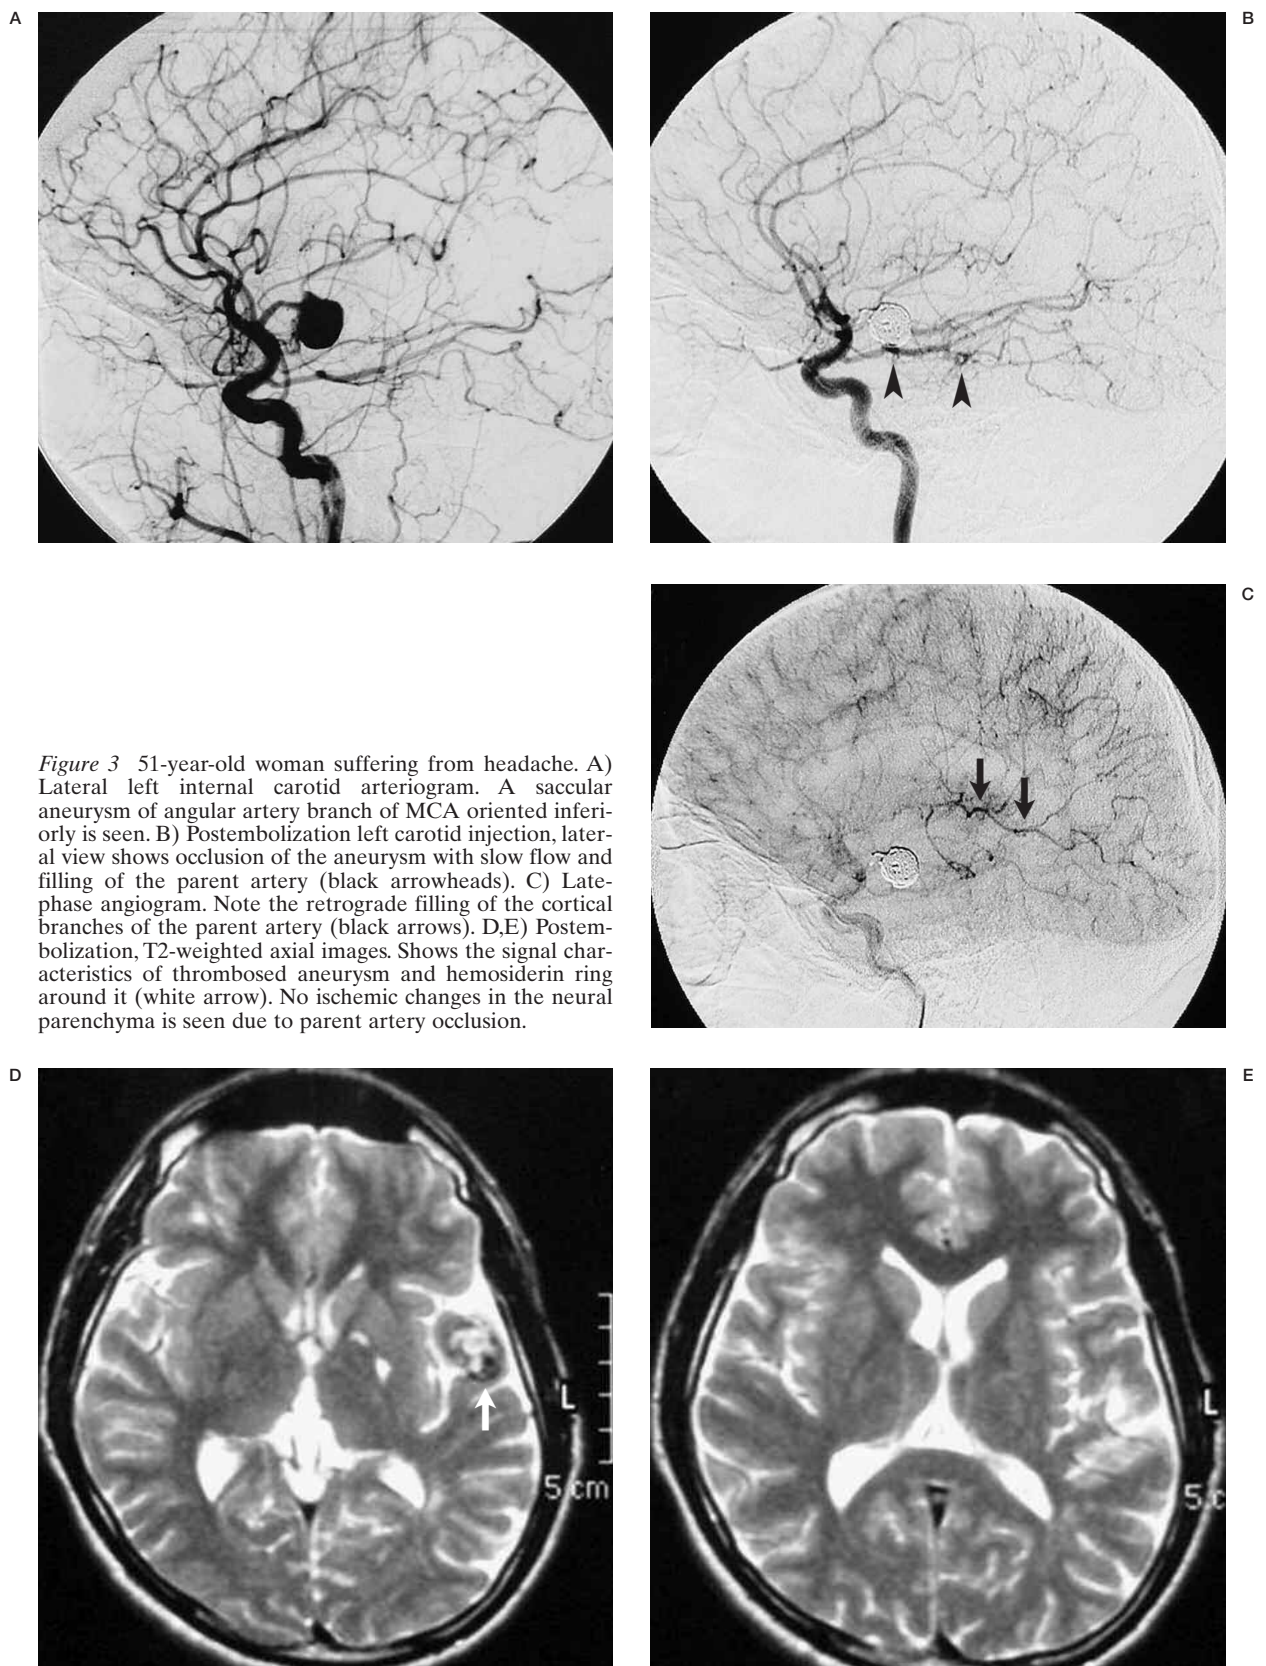 A
B
C
Figure 3 51-year-old woman suffering from headache. A)
Lateral left internal carotid arteriogram. A saccular
aneurysm of angular artery branch of MCA oriented inferi-
orly is seen. B) Postembolization left carotid injection, later-
al view shows occlusion of the aneurysm with slow flow and
filling of the parent artery (black arrowheads). C) Late-
phase angiogram. Note the retrograde filling of the cortical
branches of the parent artery (black arrows). D,E) Postem-
bolization, T2-weighted axial images. Shows the signal char-
acteristics of thrombosed aneurysm and hemosiderin ring
around it (white arrow). No ischemic changes in the neural
parenchyma is seen due to parent artery occlusion.
D
E
L
5 cm
L
5 c